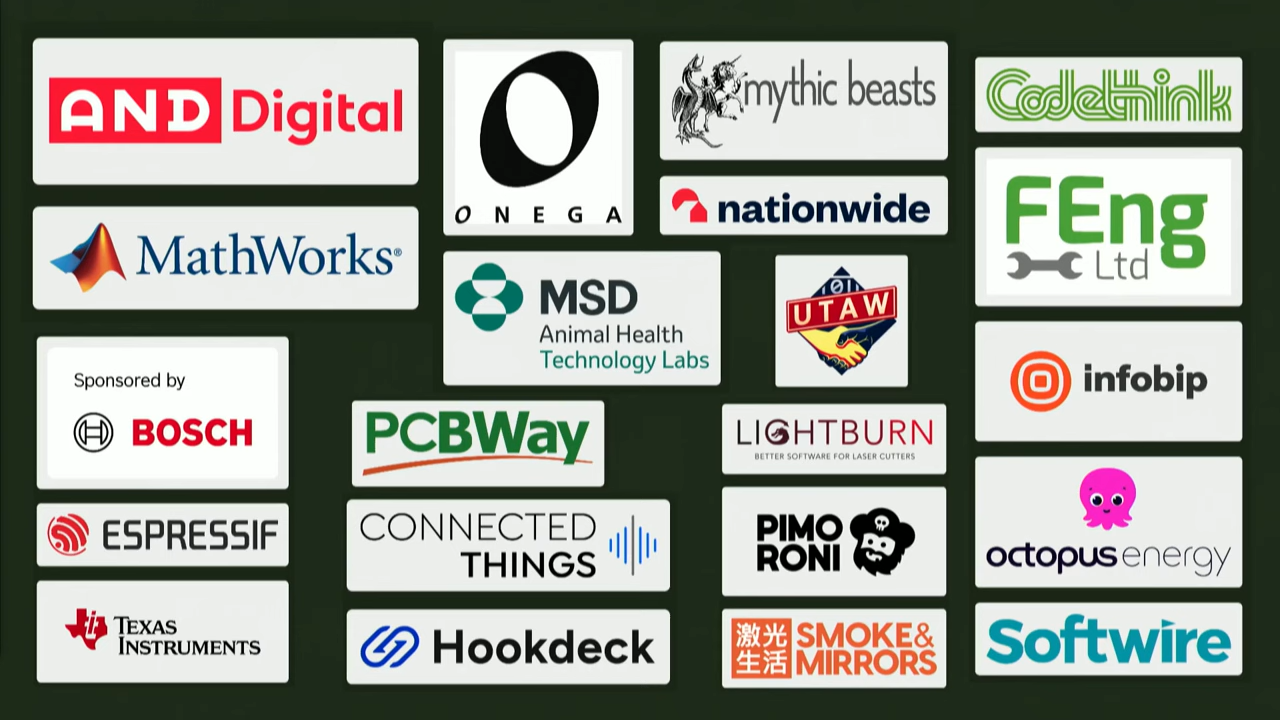 AND Digital
MathWorks®
Sponsored by
BOSCH
ESPRESSIF
TEXAS
INSTRUMENTS
ONEGA
MSD
Animal Health
Technology Labs
PCBWay
CONNECTED
THINGS
Hookdeck
mythic beasts
nationwide
UTAW
LIGHTBURN
BETTER SOFTWARE FOR LASER CUTTERS
PIMO
RONI
激光
生活
SMOKE&
MIRRORS
Codethink
FEng
Ltd
infobip
octopus energy
Softwire